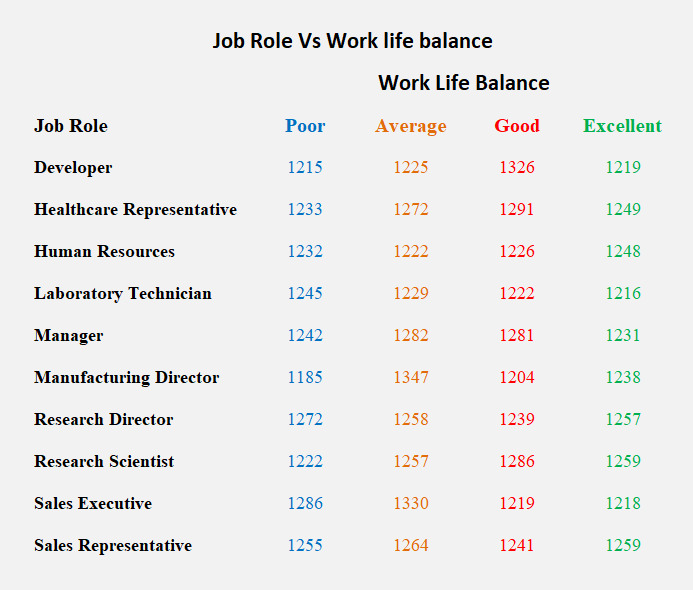 Job Role Vs Work life balance
Work Life Balance
Job Role Poor Average Good Excellent
Developer 1215 1225 1326 1219
Healthcare Representative 1233 1272 1291 1249
Human Resources 1232 1222 1226 1248
Laboratory Technician 1245 1229 1222 1216
Manager 1242 1282 1281 1231
Manufacturing Director 1185 1347 1204 1238
Research Director 1272 1258 1239 1257
Research Scientist 1222 1257 1286 1259
Sales Executive 1286 1330 1219 1218
Sales Representative 1255 1264 1241 1259